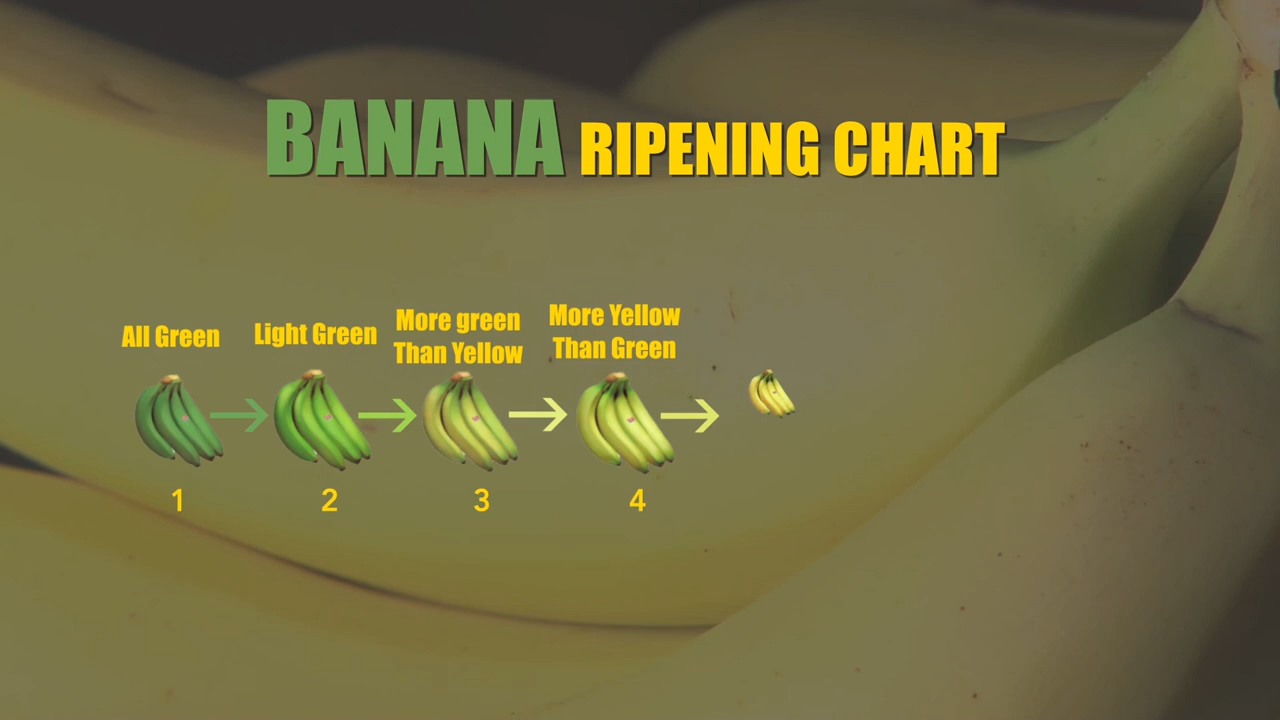 BANANA RIPENING CHART
All Green
Light Green
More green
Than Yellow
More Yellow
Than Green
1
2
3
4